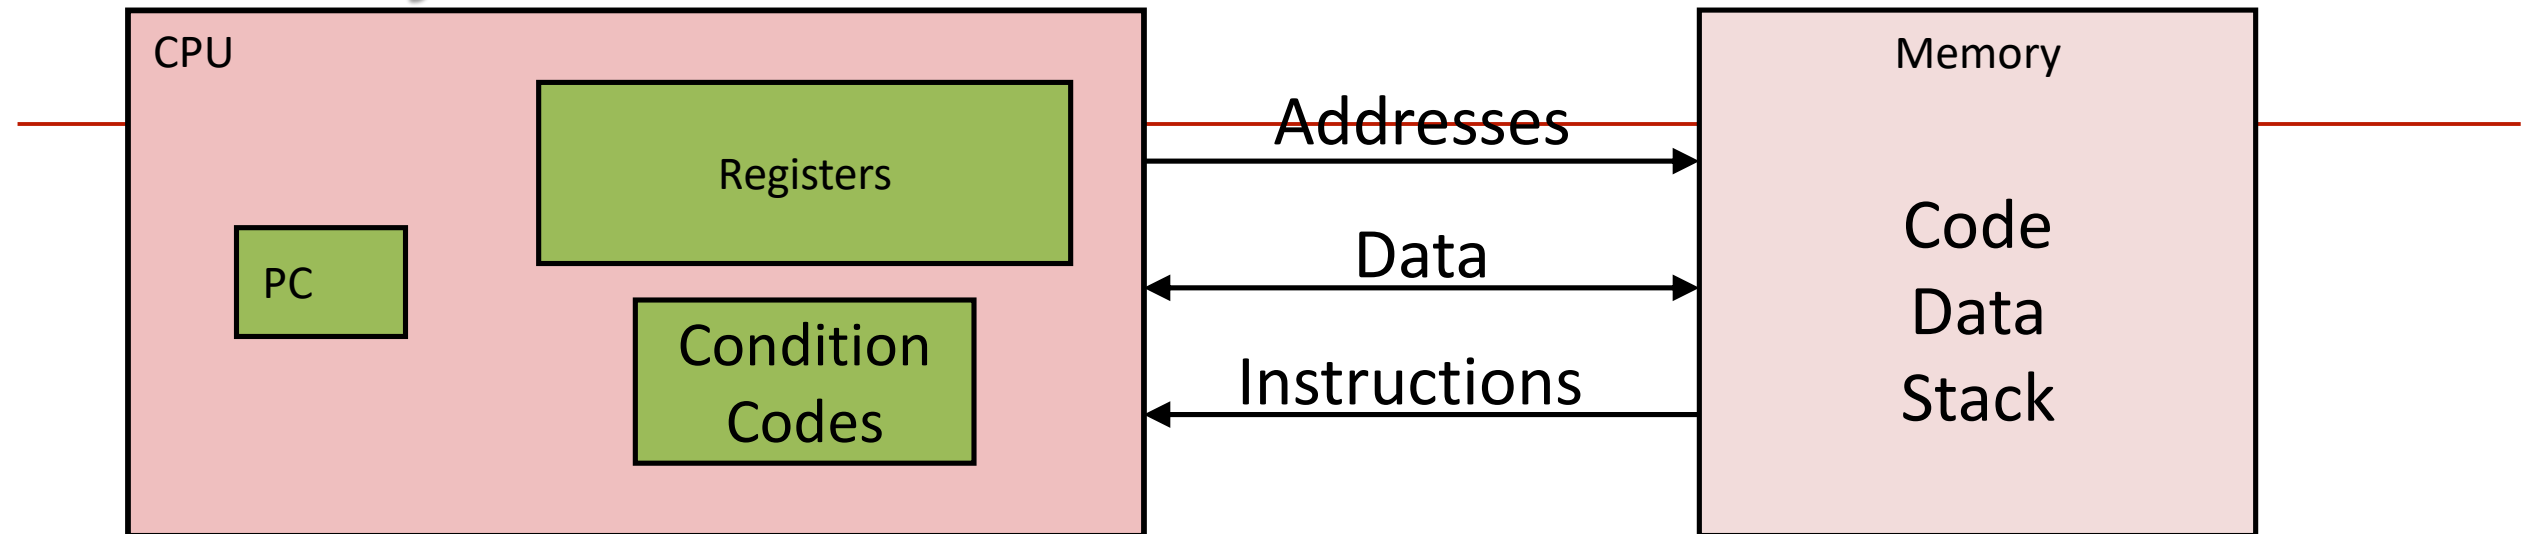 CPU
Registers
PC
Condition
Codes
Addresses
Data
Instructions
Memory
Code
Data
Stack